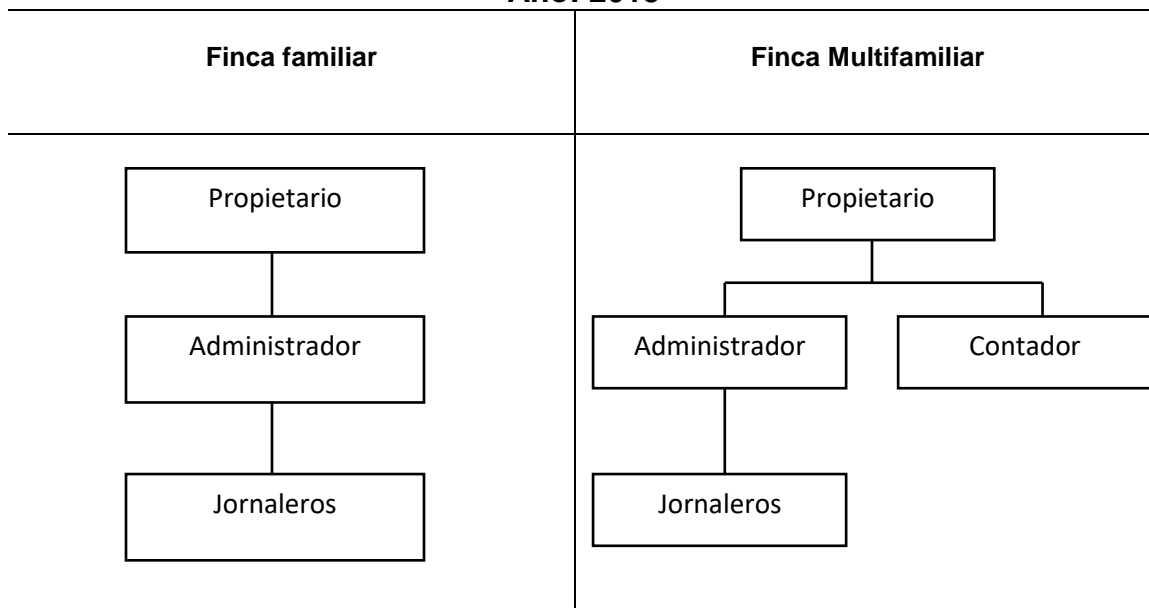 Finca familiar
Finca Multifamiliar
Propietario
Administrador
Jornaleros
Propietario
Administrador
Contador
Jornaleros